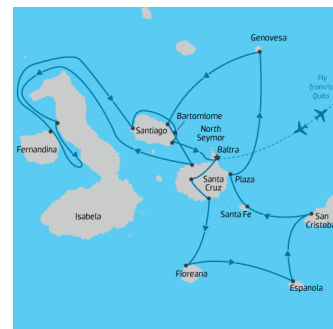 Genovesa
Fly
from/to
Quito
Bartomlome
North
Seymor
Santiago
Baltra
Fernandina
Santa
Cruz
Plaza
Isabela
Santa Fe
San
Cristoba
Floreana
Espanola